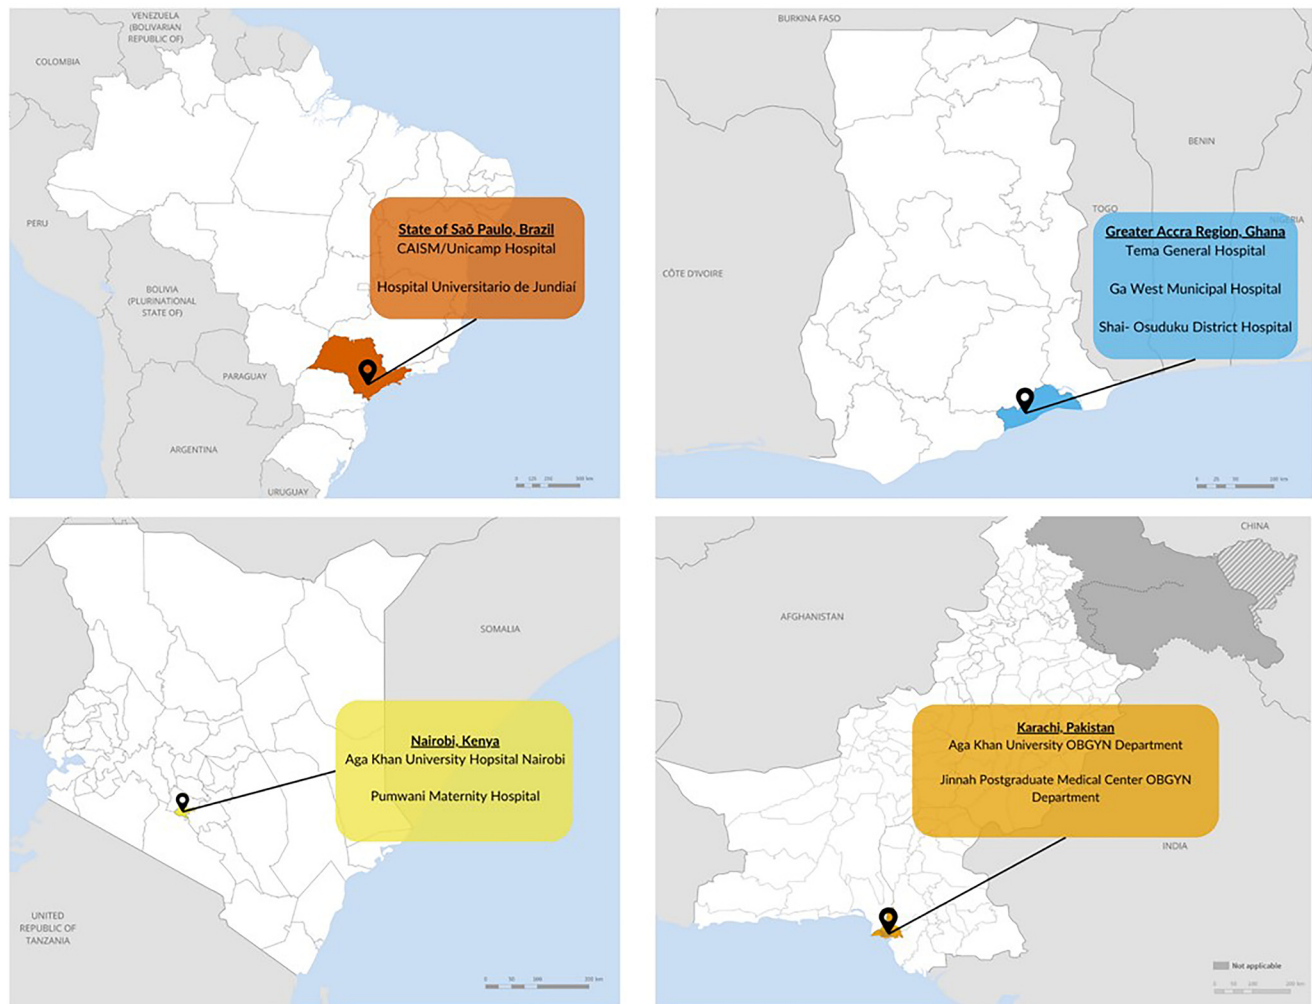 VENEZUELA
(BOLIVARIAN
REPUBLIC OF)
COLOMBIA
PERU
BOLIVIA
(PLURINATIONAL
STATE OF)
PARAGUAY
ARGENTINA
URUGUAY
State of Saõ Paulo, Brazil
CAISM/Unicamp Hospital
Hospital Universitario de Jundiaí
BURKINA FASO
BENIN
TOGO
NIGERIA
CÔTE D'IVOIRE
Greater Accra Region, Ghana
Tema General Hospital
Ga West Municipal Hospital
Shai- Osuduku District Hospital
SOMALIA
UNITED
REPUBLIC OF
TANZANIA
Nairobi, Kenya
Aga Khan University Hopsital Nairobi
Pumwani Maternity Hospital
0 50 100
CHINA
AFGHANISTAN
INDIA
Karachi, Pakistan
Aga Khan University OBGYN Department
Jinnah Postgraduate Medical Center OBGYN
Department
Not applicable